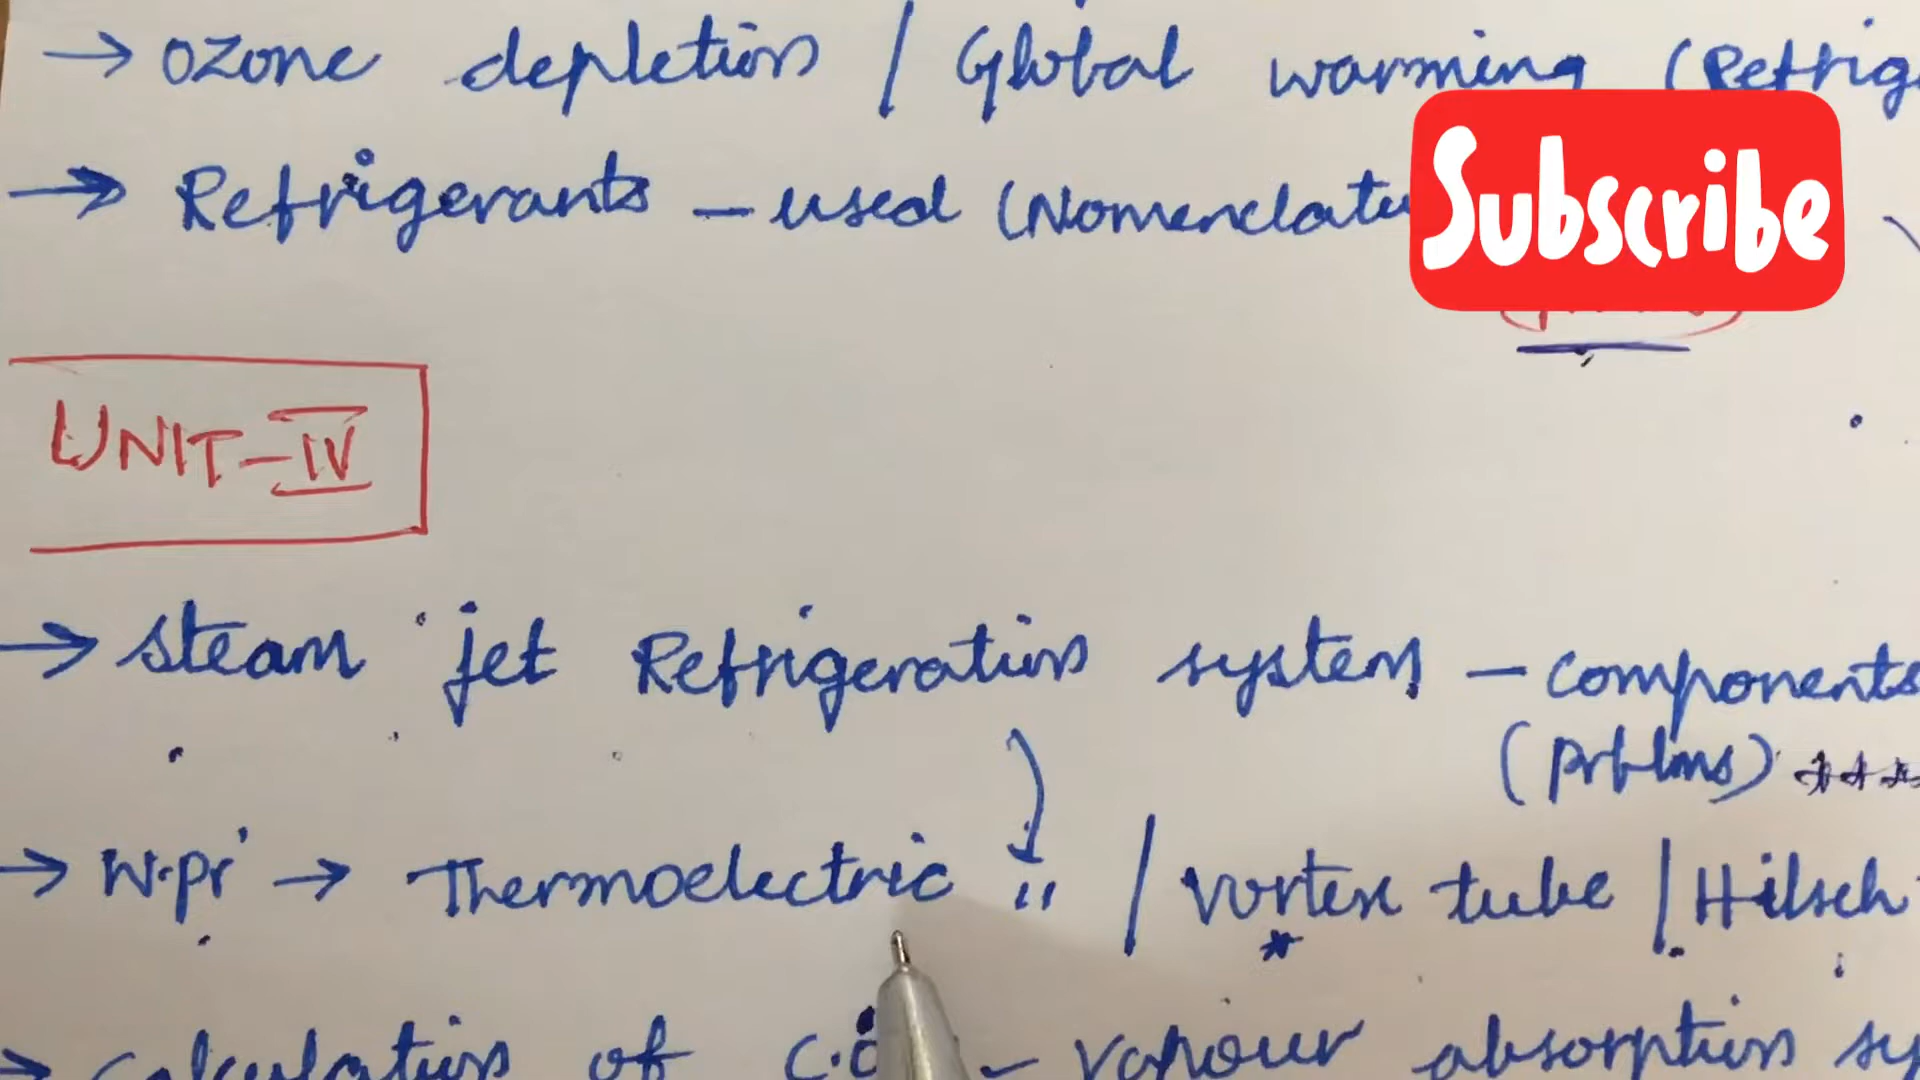 → Ozone depletion / Global warming (Refrig
→ Refrigerants – used (Nomenclatu
Subscribe
UNIT-IV
→ Steam jet Refrigeration system – components
(prblms) ***
→ W.pr → Thermoelectric " / Vortex tube / Hilsch
→ Calculation of C.O – Vapour absorption sy